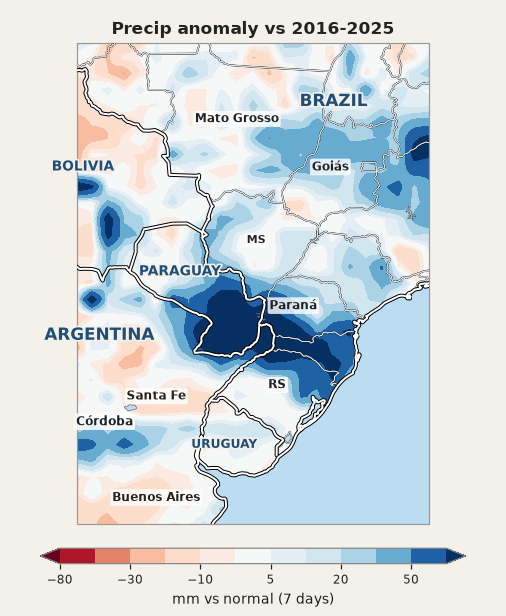 Precip anomaly vs 2016-2025
BRAZIL
Mato Grosso
BOLIVIA
Goiás
MS
PARAGUAY
Paraná
ARGENTINA
RS
Santa Fe
Córdoba
URUGUAY
Buenos Aires
−80 −30 −10 5 20 50
mm vs normal (7 days)